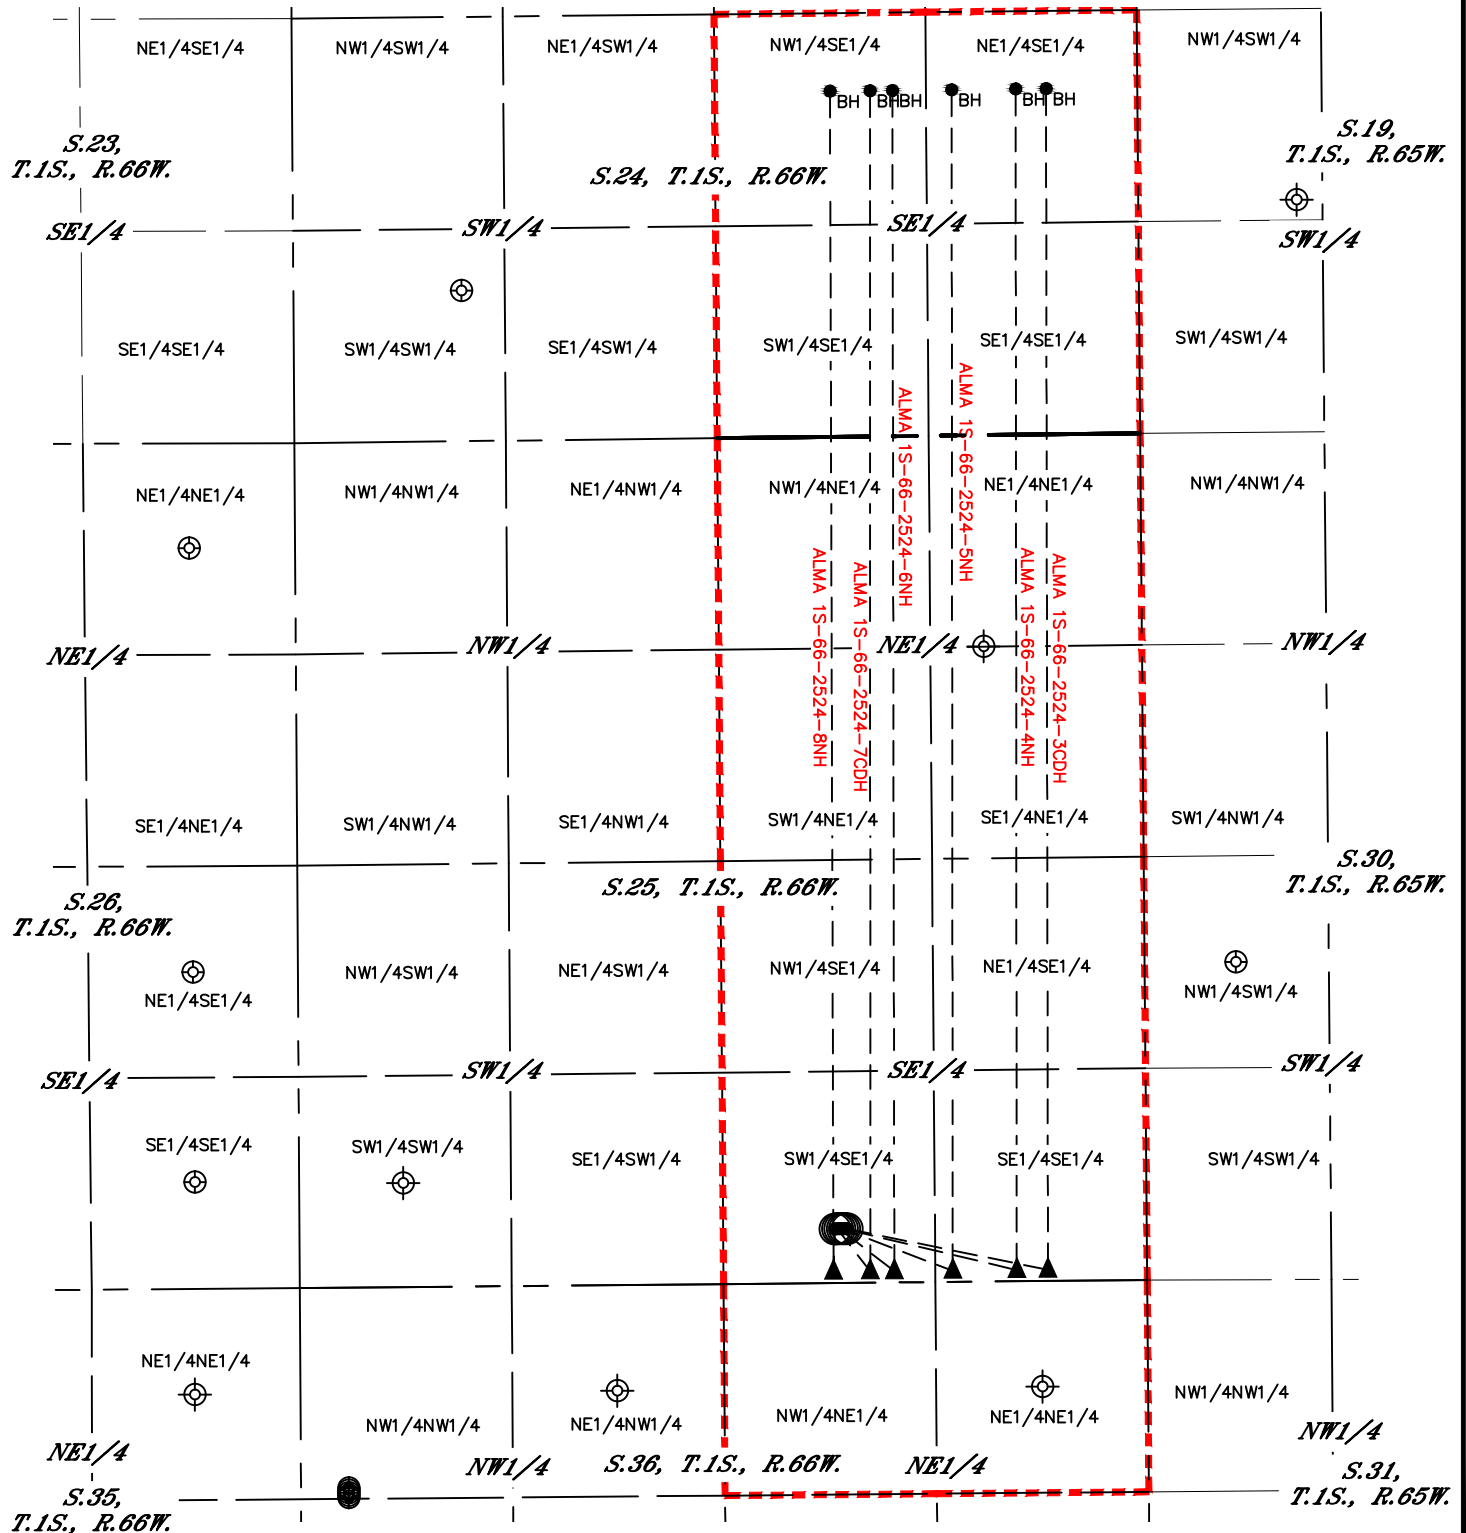 NE1/4SE1/4
NW1/4SW1/4
NE1/4SW1/4
NW1/4SE1/4
NE1/4SE1/4
NW1/4SW1/4
BH
BH
BH
BH
BH
BH
S.23,
T.1S., R.66W.
S.24, T.1S., R.66W.
S.19,
T.1S., R.65W.
SE1/4
SW1/4
SE1/4
SW1/4
SE1/4SE1/4
SW1/4SW1/4
SE1/4SW1/4
SW1/4SE1/4
SE1/4SE1/4
SW1/4SW1/4
ALMA 1S-66-2524-8NH
ALMA 1S-66-2524-7CDH
ALMA 1S-66-2524-6NH
ALMA 1S-66-2524-5NH
ALMA 1S-66-2524-4NH
ALMA 1S-66-2524-3CDH
NE1/4NE1/4
NW1/4NW1/4
NE1/4NW1/4
NW1/4NE1/4
NE1/4NE1/4
NW1/4NW1/4
NE1/4
NW1/4
NE1/4
NW1/4
SE1/4NE1/4
SW1/4NW1/4
SE1/4NW1/4
SW1/4NE1/4
SE1/4NE1/4
SW1/4NW1/4
S.26,
T.1S., R.66W.
S.25, T.1S., R.66W.
S.30,
T.1S., R.65W.
NE1/4SE1/4
NW1/4SW1/4
NE1/4SW1/4
NW1/4SE1/4
NE1/4SE1/4
NW1/4SW1/4
SE1/4
SW1/4
SE1/4
SW1/4
SE1/4SE1/4
SW1/4SW1/4
SE1/4SW1/4
SW1/4SE1/4
SE1/4SE1/4
SW1/4SW1/4
NE1/4NE1/4
NW1/4NW1/4
NE1/4NW1/4
NW1/4NE1/4
NE1/4NE1/4
NW1/4NW1/4
NE1/4
NW1/4
S.36, T.1S., R.66W.
NE1/4
NW1/4
S.35,
T.1S., R.66W.
S.31,
T.1S., R.65W.